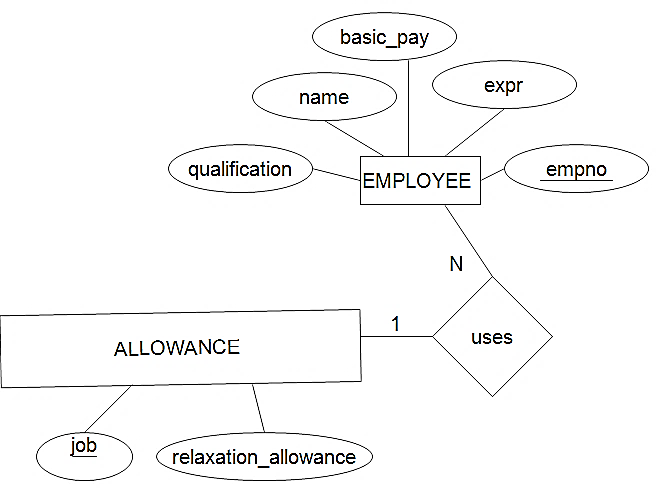 basic_pay
expr
name
qualification
EMPLOYEE
empno
N
1
uses
ALLOWANCE
job
relaxation_allowance